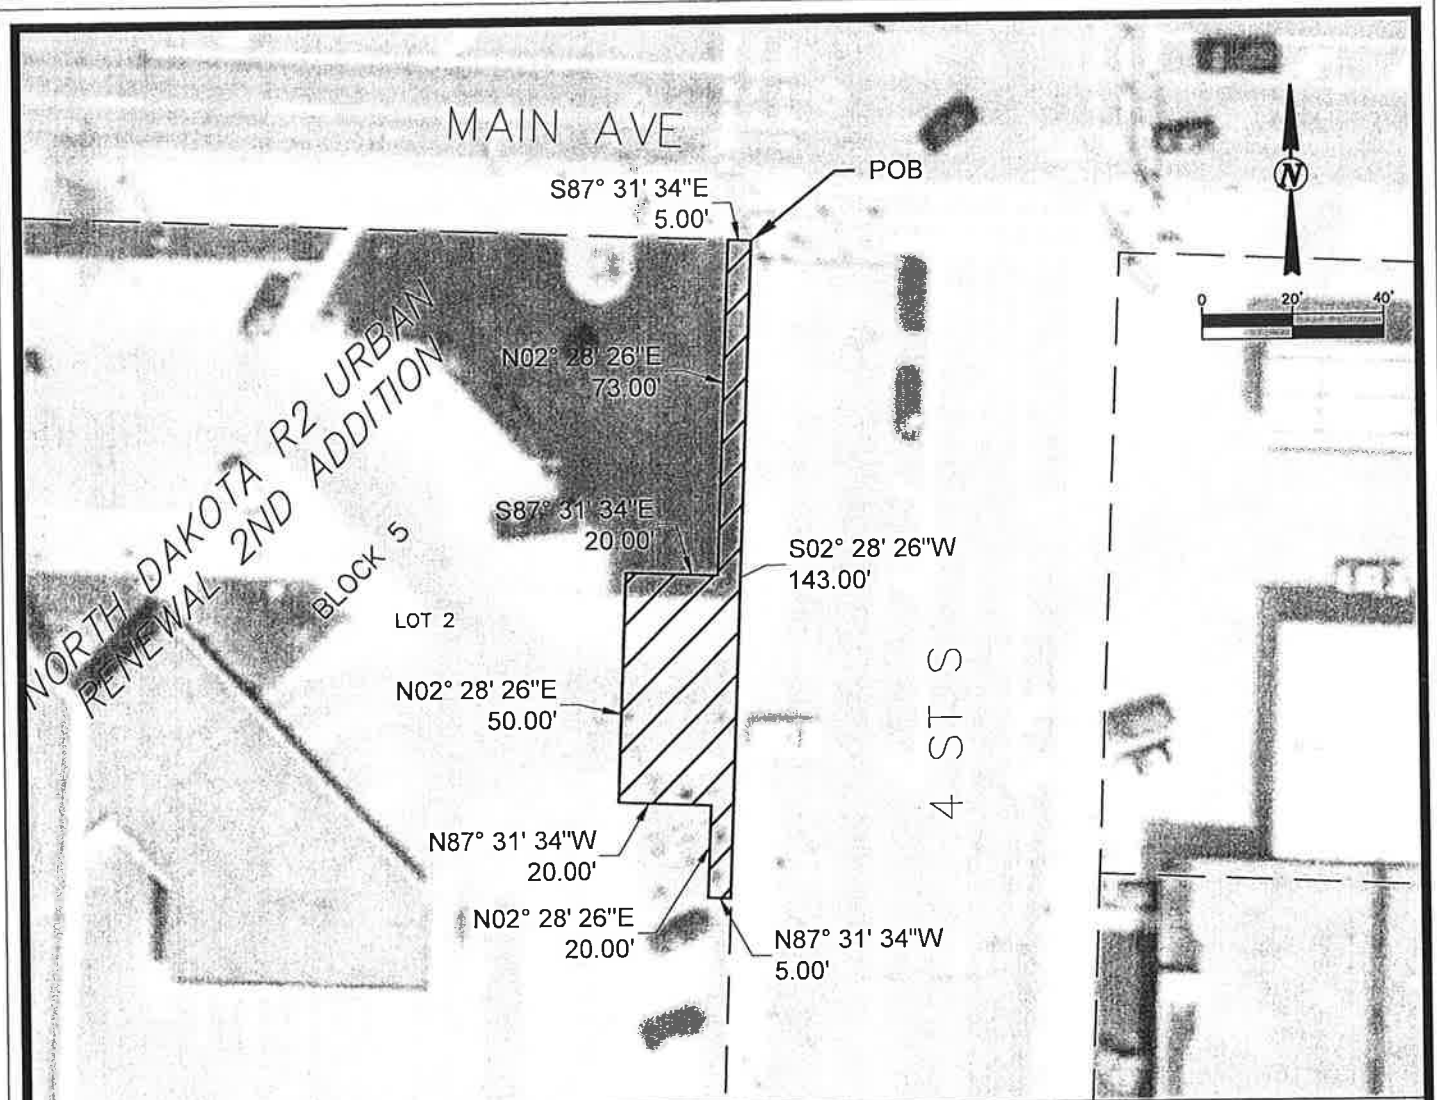 MAIN AVE
POB
S87° 31' 34"E
5.00'
N
0 20' 40'
N02° 28' 26"E
73.00'
NORTH DAKOTA R2 URBAN
RENEWAL 2ND ADDITION
S87° 31' 34"E
20.00'
S02° 28' 26"W
143.00'
BLOCK 5
LOT 2
N02° 28' 26"E
50.00'
4 ST S
N87° 31' 34"W
20.00'
N02° 28' 26"E
20.00'
N87° 31' 34"W
5.00'